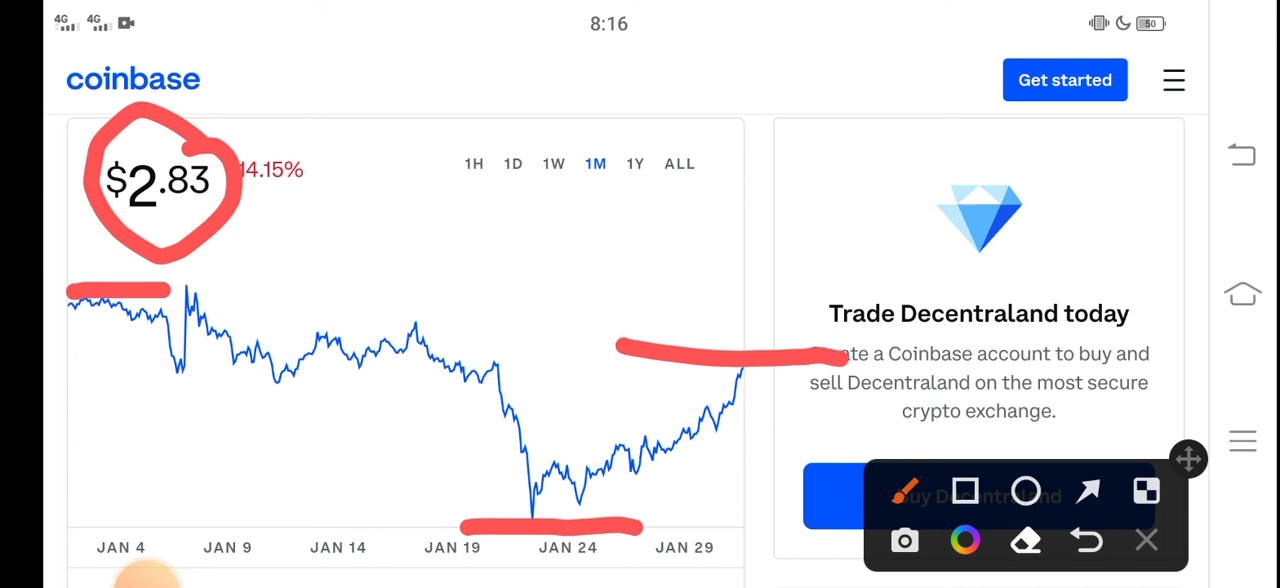 4G 4G 8:16 50
coinbase Get started
$2.83 14.15% 1H 1D 1W 1M 1Y ALL
Trade Decentraland today
ate a Coinbase account to buy and
sell Decentraland on the most secure
crypto exchange.
Buy Decentraland
JAN 4 JAN 9 JAN 14 JAN 19 JAN 24 JAN 29